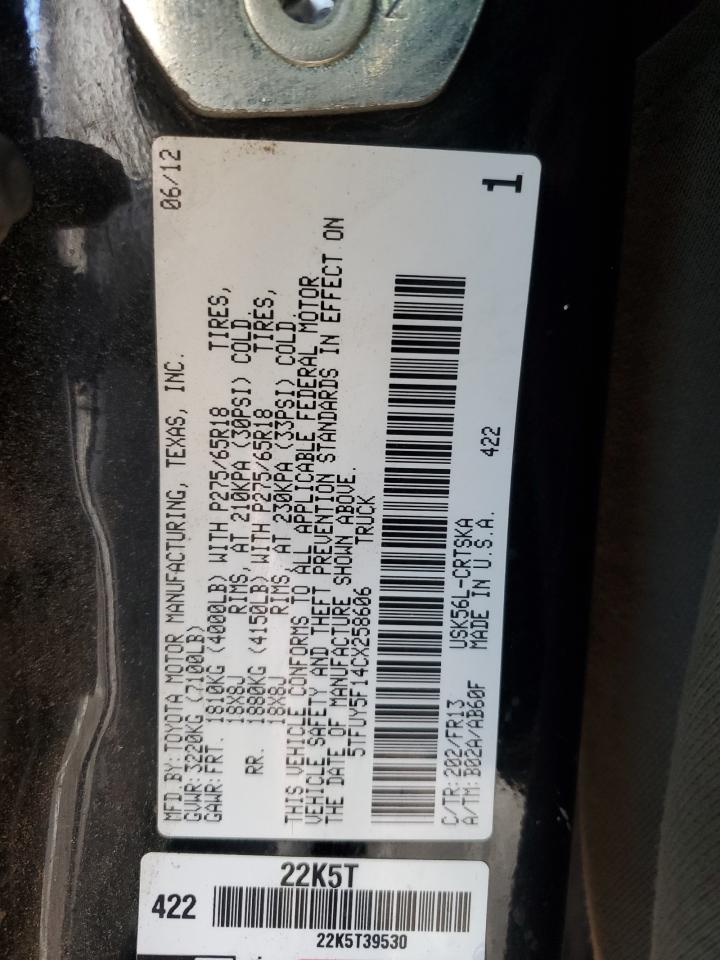 MFD.BY:TOYOTA MOTOR MANUFACTURING, TEXAS, INC. 06/12
GVWR:3220KG(7100LB)
GAWR:FRT. 1810KG (4000LB) WITH P275/65R18 TIRES,
18X8J RIMS, AT 210KPA (30PSI) COLD.
RR. 1880KG (4150LB) WITH P275/65R18 TIRES,
18X8J RIMS, AT 230KPA (33PSI) COLD.
THIS VEHICLE CONFORMS TO ALL APPLICABLE FEDERAL MOTOR
VEHICLE SAFETY AND THEFT PREVENTION STANDARDS IN EFFECT ON
THE DATE OF MANUFACTURE SHOWN ABOVE.
5TFUY5F14CX258606 TRUCK
C/TR:202/FR13 USK56L-CRTSKA
A/TM:B02A/AB60F MADE IN U.S.A. 422
1
22K5T
422
22K5T39530